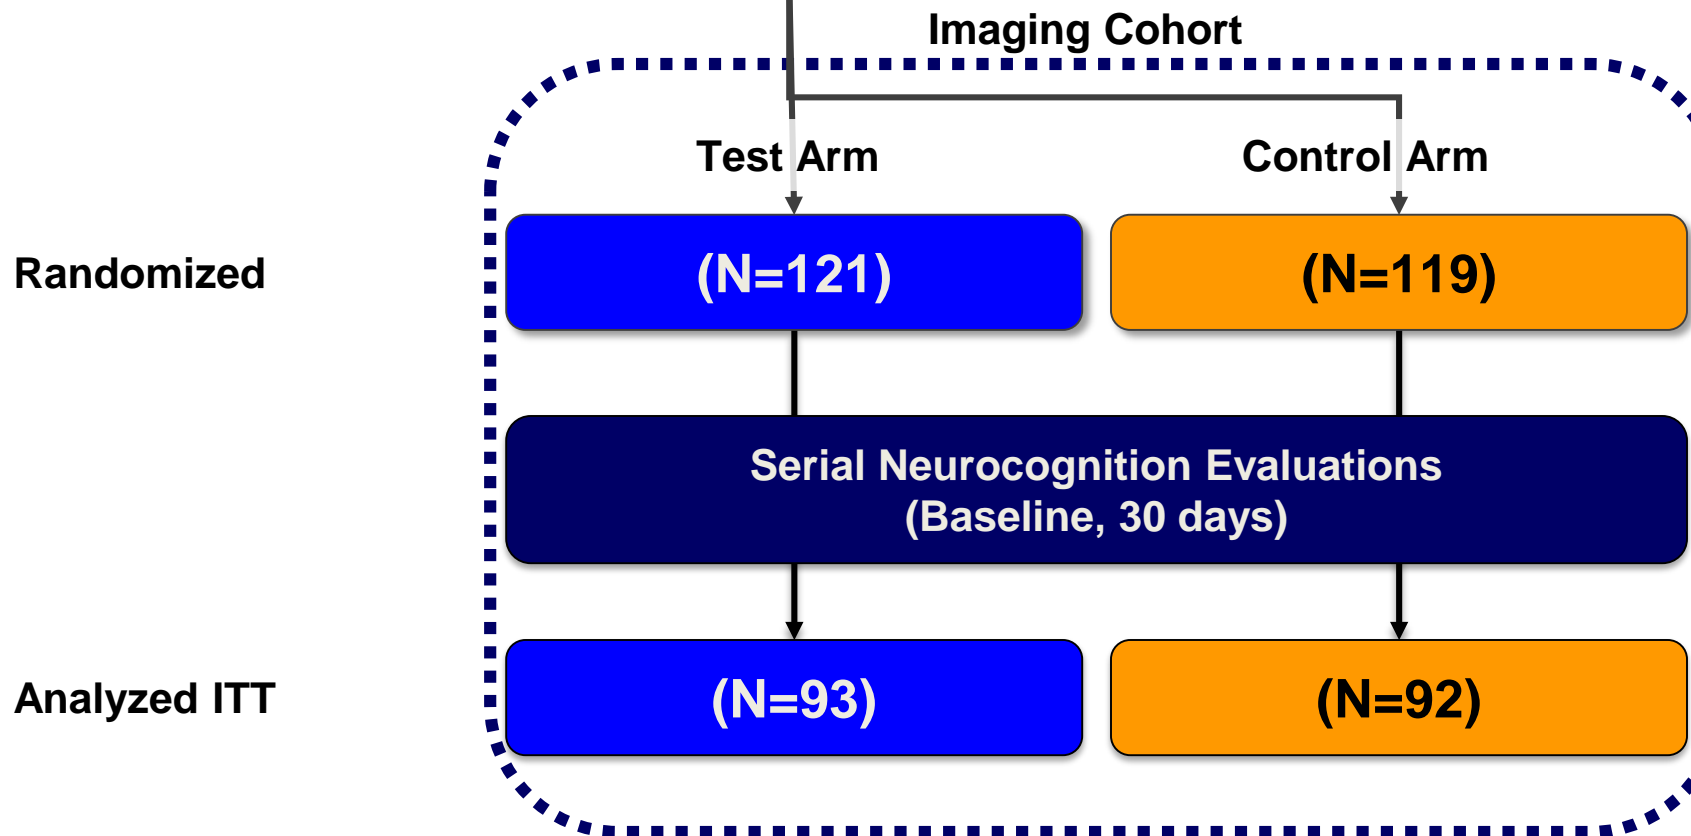 Imaging Cohort
Test Arm
Control Arm
Randomized
(N=121)
(N=119)
Serial Neurocognition Evaluations
(Baseline, 30 days)
Analyzed ITT
(N=93)
(N=92)